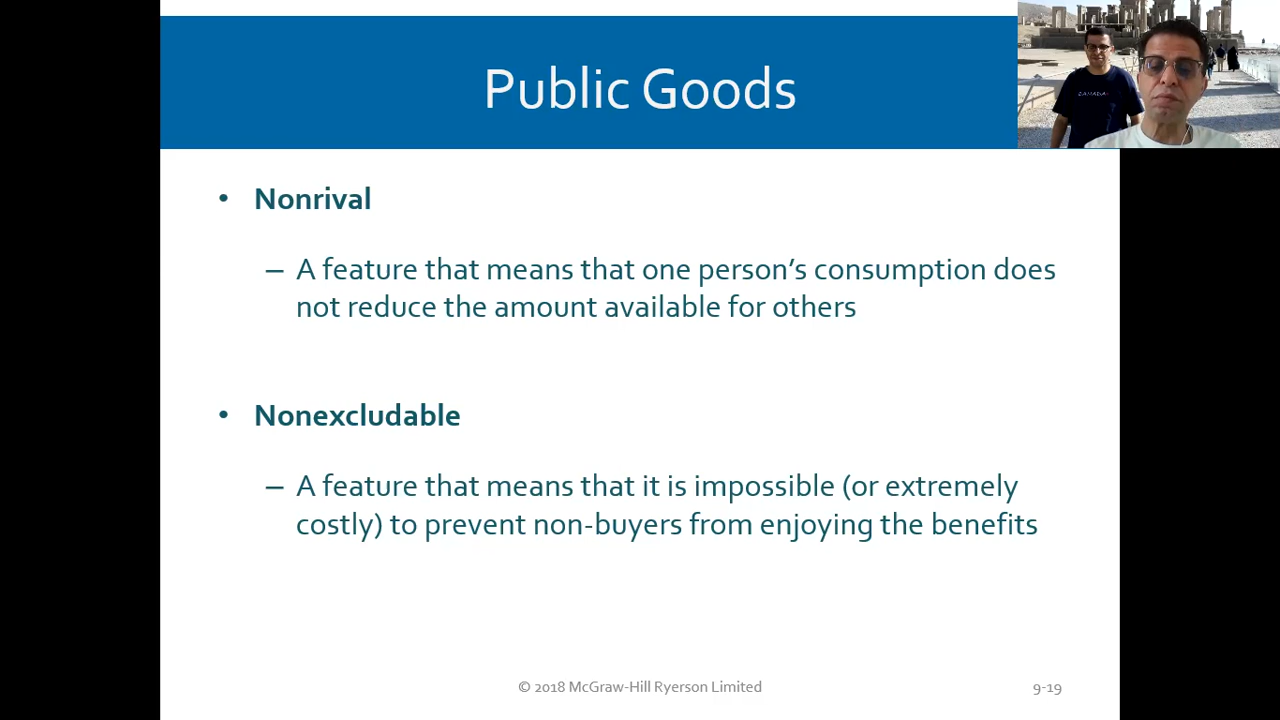 Public Goods
CANADA
• Nonrival
– A feature that means that one person’s consumption does
not reduce the amount available for others
• Nonexcludable
– A feature that means that it is impossible (or extremely
costly) to prevent non-buyers from enjoying the benefits
© 2018 McGraw-Hill Ryerson Limited
9-19